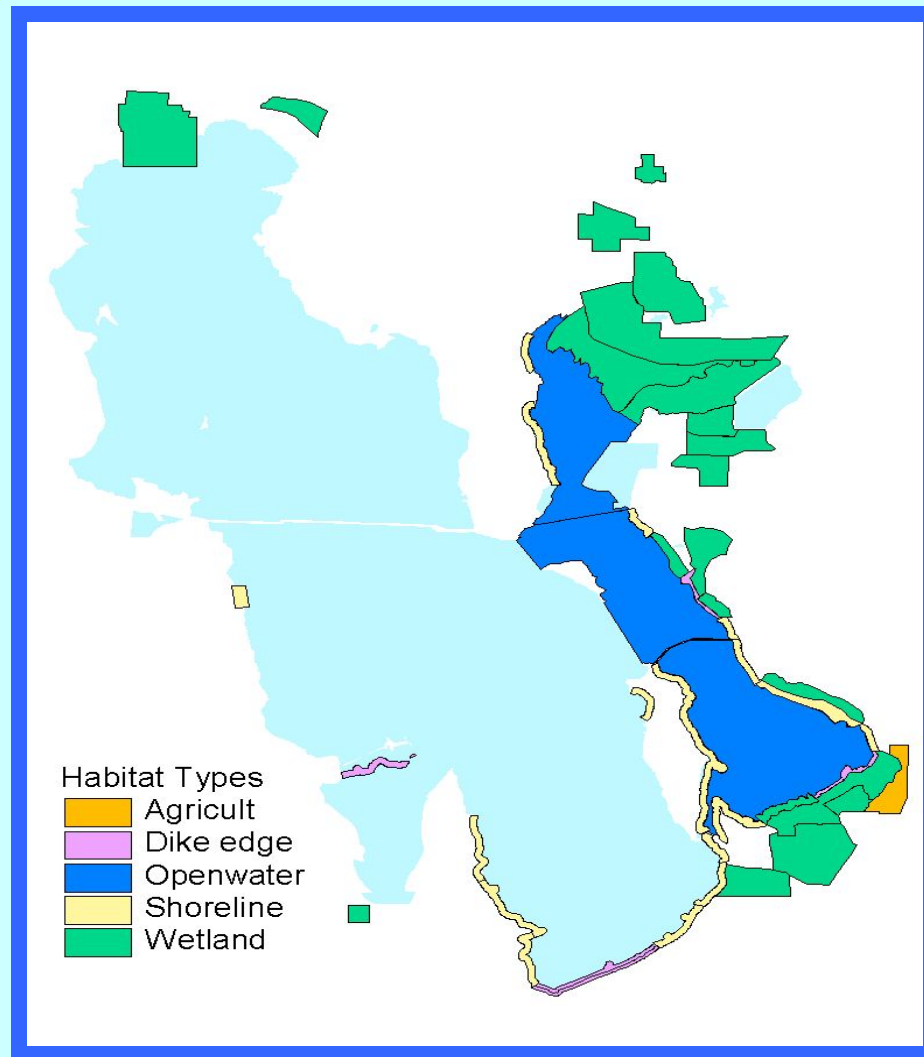 Habitat Types
Agricult
Dike edge
Openwater
Shoreline
Wetland